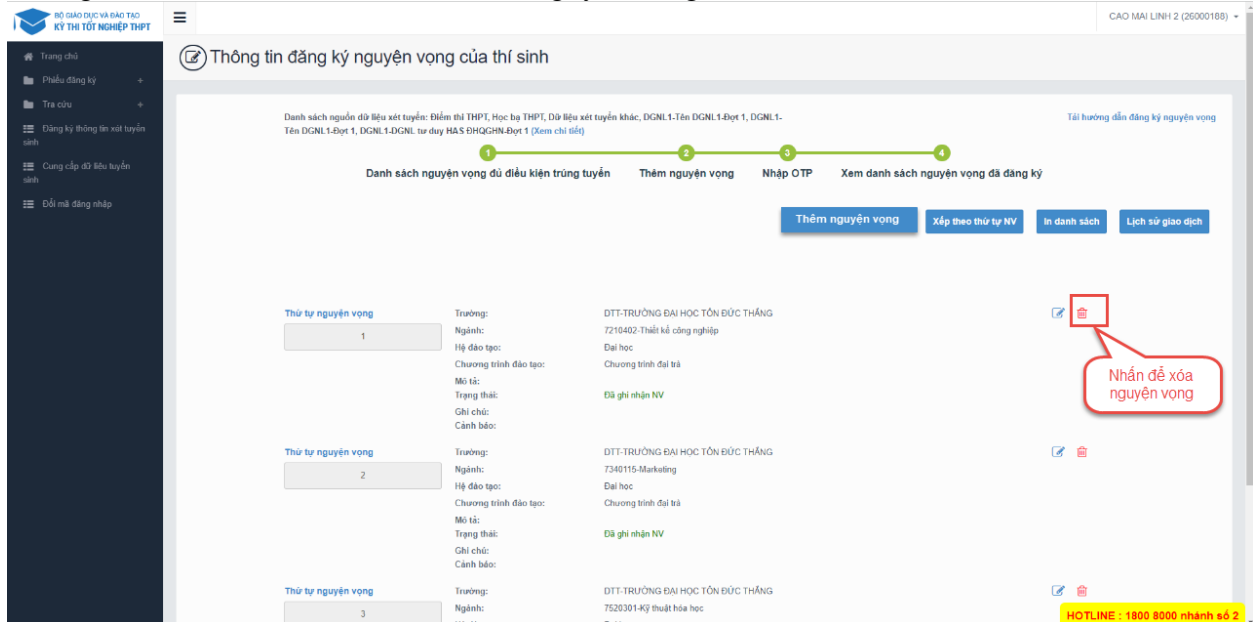 BỘ GIÁO DỤC VÀ ĐÀO TẠO
KỲ THI TỐT NGHIỆP THPT
CAO MAI LINH 2 (26000188)
Trang chủ
Phiếu đăng ký +
Tra cứu +
Đăng ký thông tin xét tuyển
sinh
Cung cấp dữ liệu tuyển
sinh
Đổi mã đăng nhập
Thông tin đăng ký nguyện vọng của thí sinh
Danh sách nguồn dữ liệu xét tuyển: Điểm thi THPT, Học bạ THPT, Dữ liệu xét tuyển khác, DGNL1-Tên DGNL1-Đợt 1, DGNL1-
Tên DGNL1-Đợt 1, DGNL1-DGNL tư duy HAS ĐHQGHN-Đợt 1 (Xem chi tiết)
Tải hướng dẫn đăng ký nguyện vọng
1 2 3 4
Danh sách nguyện vọng đủ điều kiện trúng tuyển Thêm nguyện vọng Nhập OTP Xem danh sách nguyện vọng đã đăng ký
Thêm nguyện vọng Xếp theo thứ tự NV In danh sách Lịch sử giao dịch
Thứ tự nguyện vọng Trường: DTT-TRƯỜNG ĐẠI HỌC TÔN ĐỨC THẮNG
1 Ngành: 7210402-Thiết kế công nghiệp
Hệ đào tạo: Đại học
Chương trình đào tạo: Chương trình đại trà
Mô tả:
Trạng thái: Đã ghi nhận NV
Ghi chú:
Cảnh báo:
Nhấn để xóa
nguyện vọng
Thứ tự nguyện vọng Trường: DTT-TRƯỜNG ĐẠI HỌC TÔN ĐỨC THẮNG
2 Ngành: 7340115-Marketing
Hệ đào tạo: Đại học
Chương trình đào tạo: Chương trình đại trà
Mô tả:
Trạng thái: Đã ghi nhận NV
Ghi chú:
Cảnh báo:
Thứ tự nguyện vọng Trường: DTT-TRƯỜNG ĐẠI HỌC TÔN ĐỨC THẮNG
3 Ngành: 7520301-Kỹ thuật hóa học
HOTLINE : 1800 8000 nhánh số 2